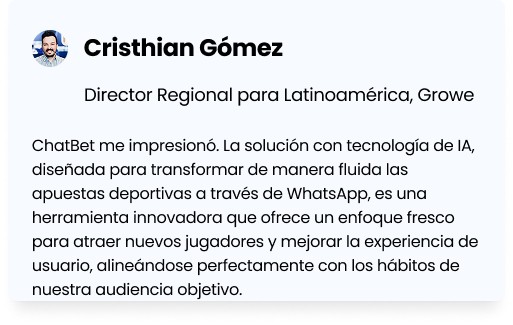 Cristhian Gómez
Director Regional para Latinoamérica, Growe
ChatBet me impresionó. La solución con tecnología de IA,
diseñada para transformar de manera fluida las
apuestas deportivas a través de WhatsApp, es una
herramienta innovadora que ofrece un enfoque fresco
para atraer nuevos jugadores y mejorar la experiencia de
usuario, alineándose perfectamente con los hábitos de
nuestra audiencia objetivo.